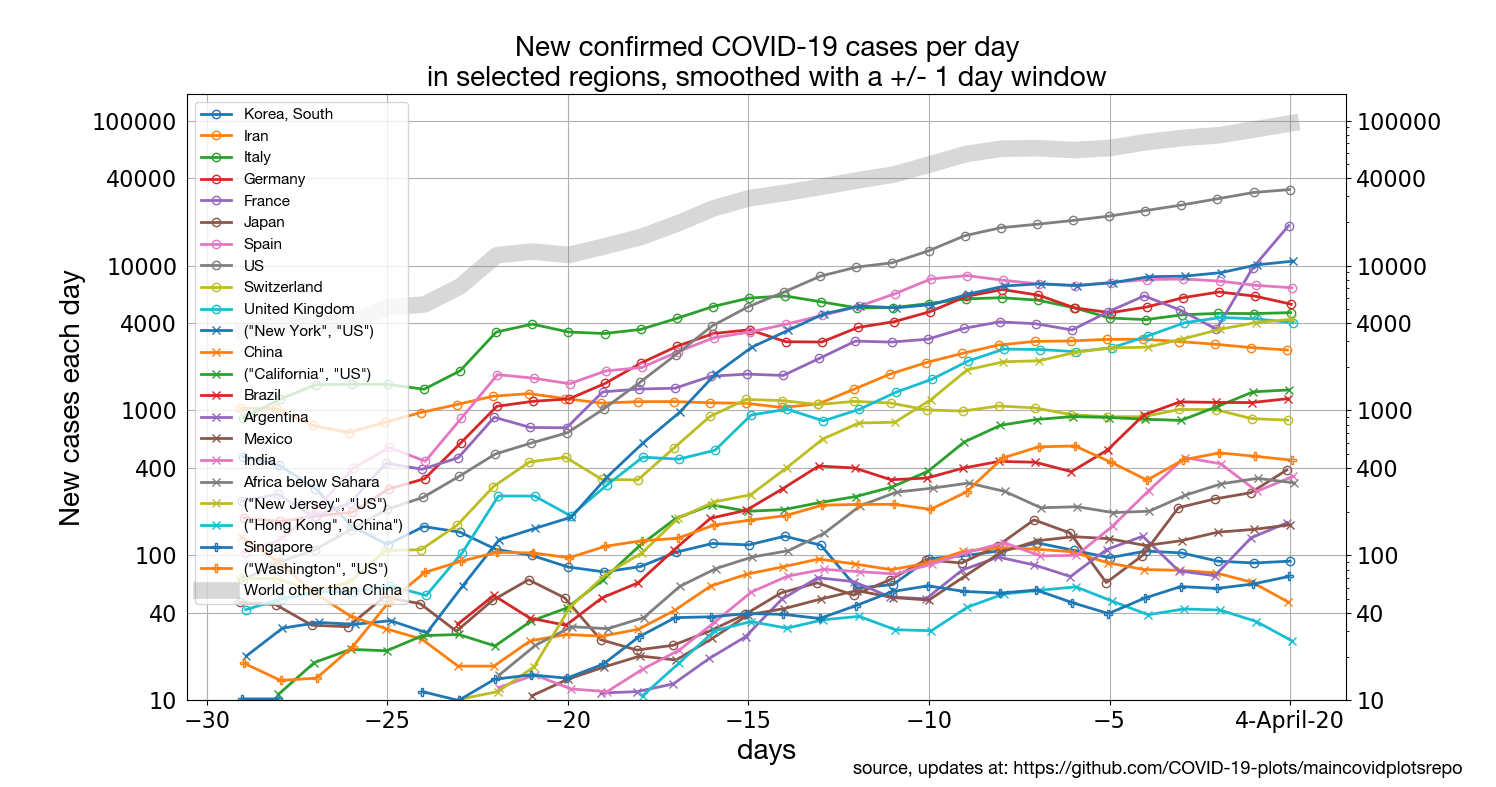 New confirmed COVID-19 cases per day
in selected regions, smoothed with a +/- 1 day window
New cases each day
100000
40000
10000
4000
1000
400
100
40
10
Korea, South
Iran
Italy
Germany
France
Japan
Spain
US
Switzerland
United Kingdom
("New York", "US")
China
("California", "US")
Brazil
Argentina
Mexico
India
Africa below Sahara
("New Jersey", "US")
("Hong Kong", "China")
Singapore
("Washington", "US")
World other than China
100000
40000
10000
4000
1000
400
100
40
10
−30 −25 −20 −15 −10 −5 4-April-20
days
source, updates at: https://github.com/COVID-19-plots/maincovidplotsrepo